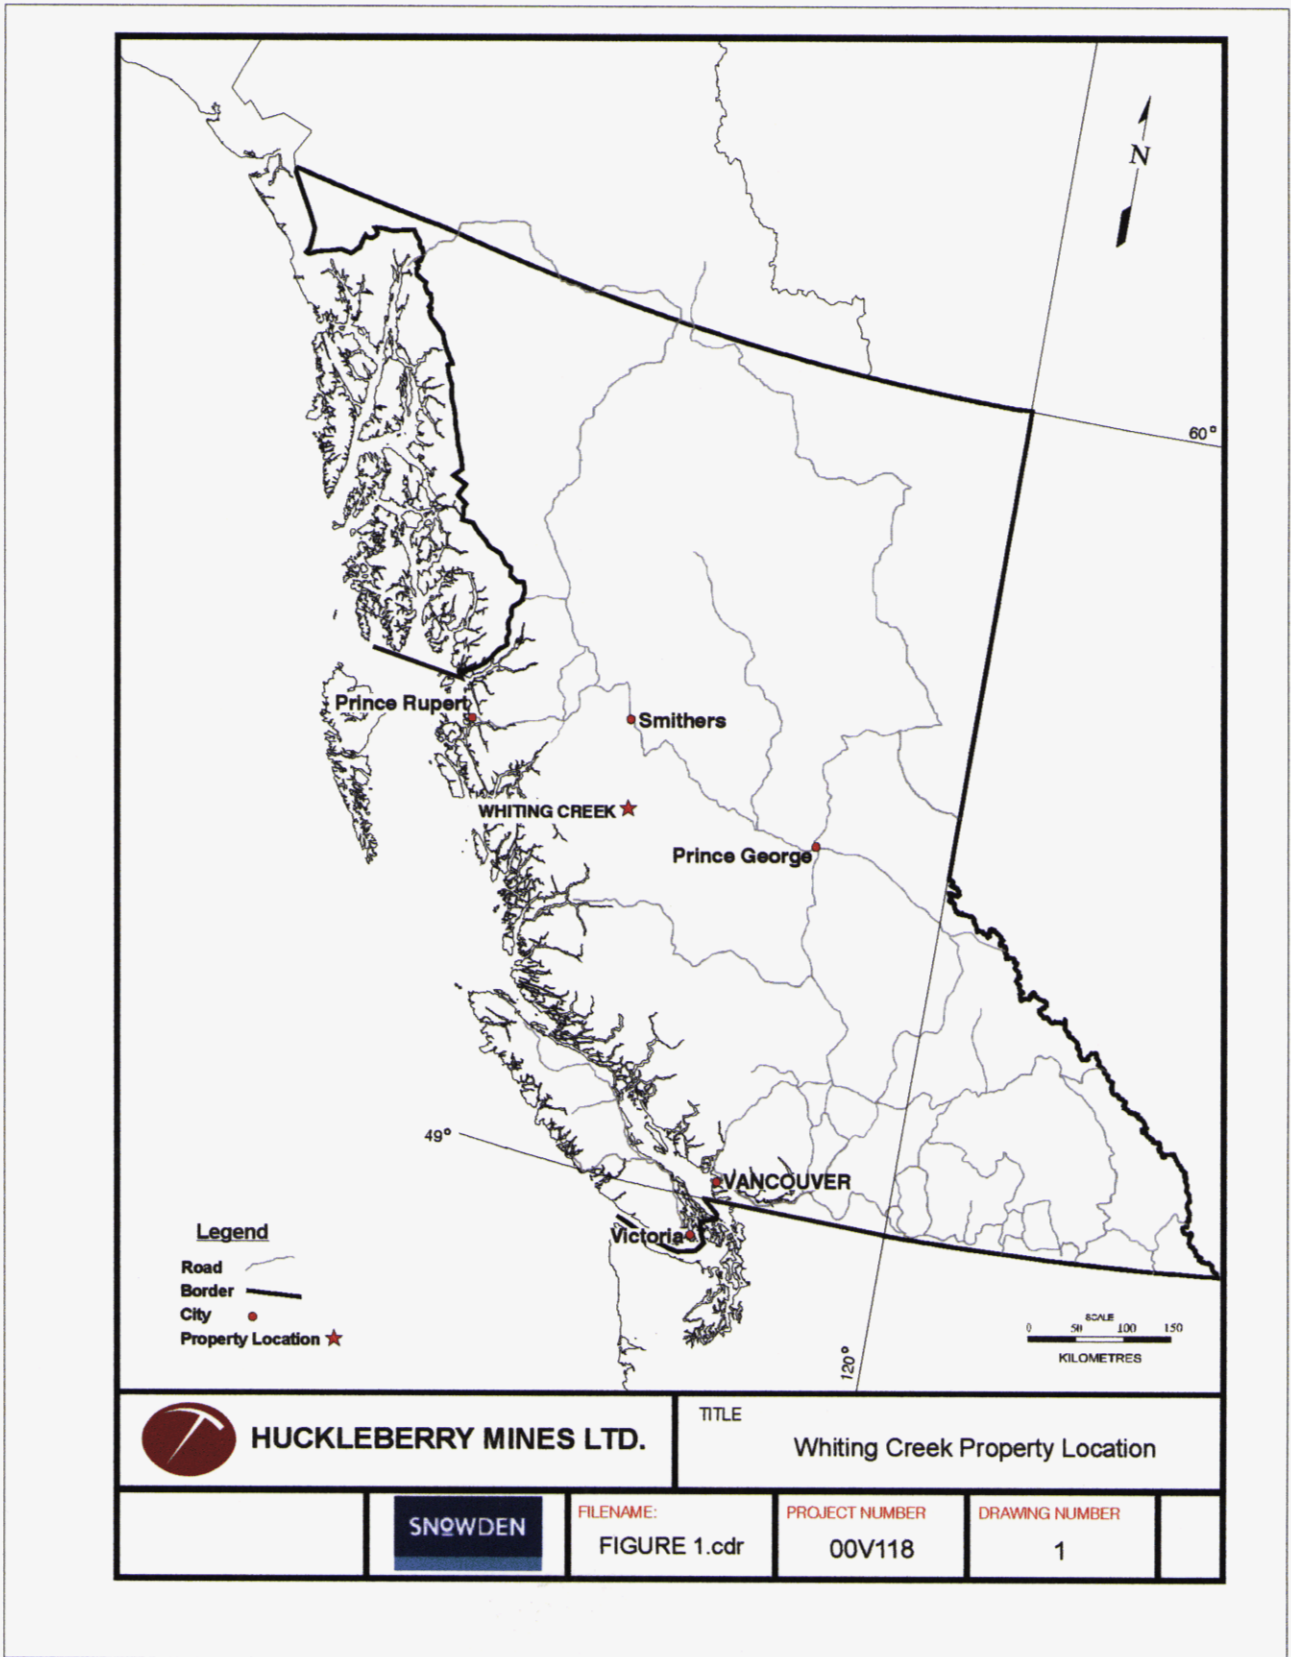 N
60°
Prince Rupert
Smithers
WHITING CREEK
Prince George
49°
VANCOUVER
Victoria
Legend
Road
Border
City
Property Location
SCALE
0 50 100 150
KILOMETRES
120°
HUCKLEBERRY MINES LTD.
TITLE
Whiting Creek Property Location
SNOWDEN
FILENAME:
FIGURE 1.cdr
PROJECT NUMBER
00V118
DRAWING NUMBER
1